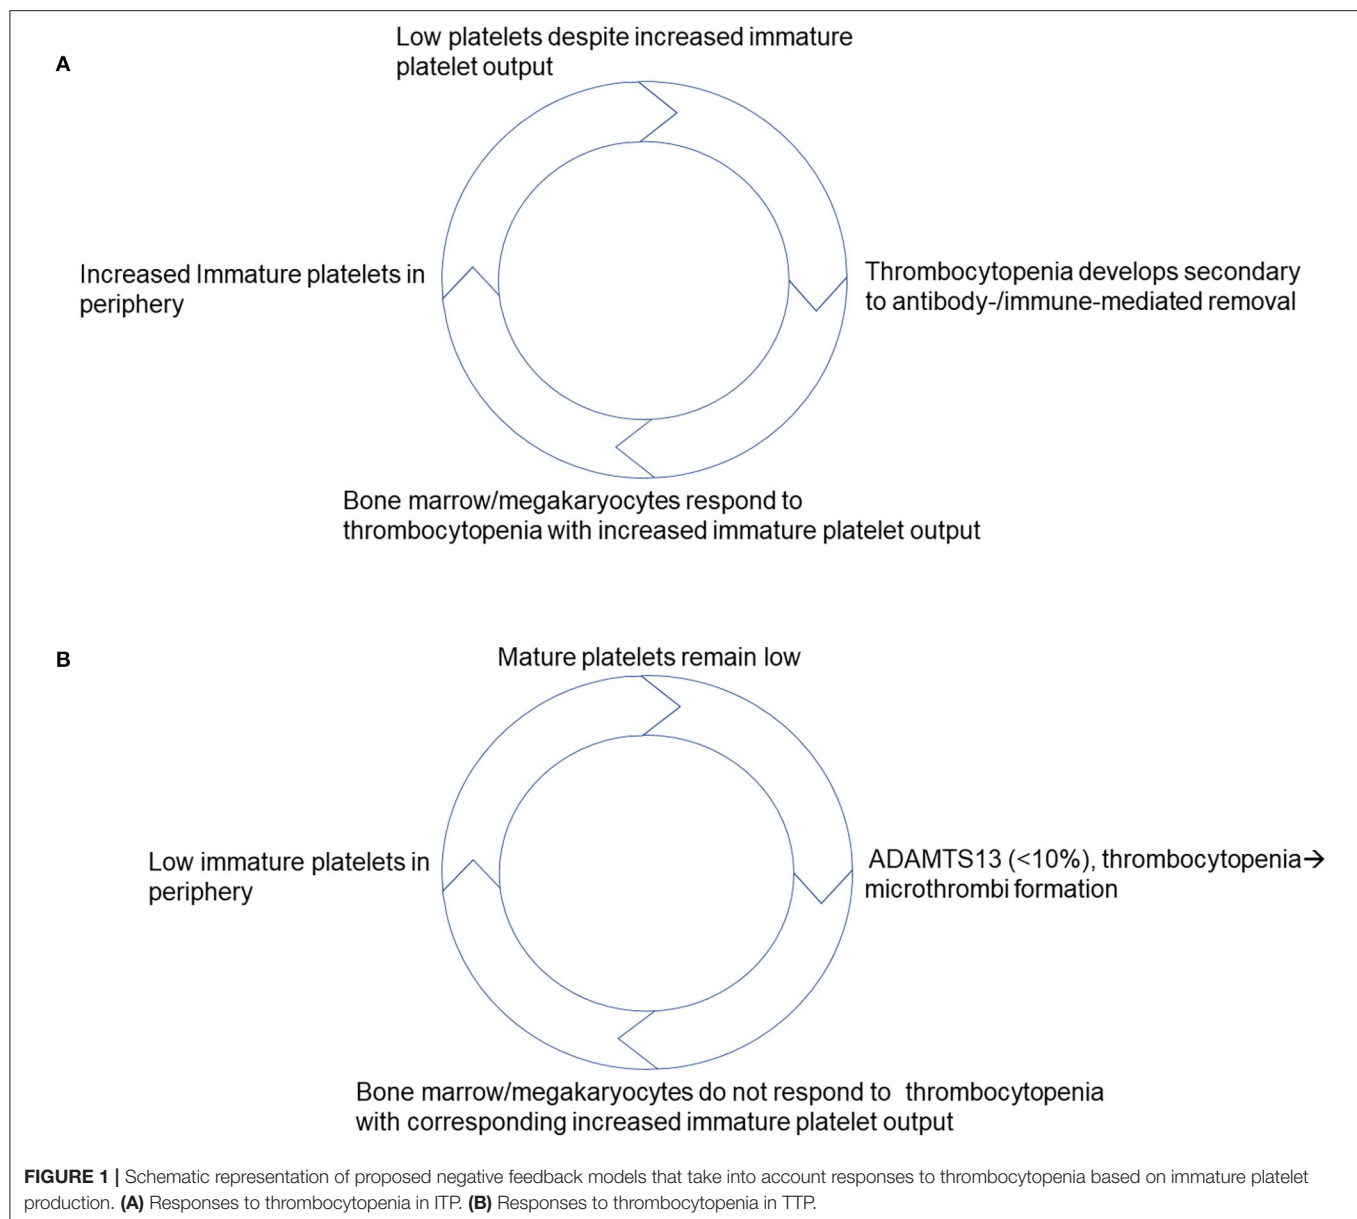 A
Low platelets despite increased immature
platelet output
Increased Immature platelets in
periphery
Thrombocytopenia develops secondary
to antibody-/immune-mediated removal
Bone marrow/megakaryocytes respond to
thrombocytopenia with increased immature platelet output
B
Mature platelets remain low
Low immature platelets in
periphery
ADAMTS13 (<10%), thrombocytopenia→
microthrombi formation
Bone marrow/megakaryocytes do not respond to thrombocytopenia
with corresponding increased immature platelet output
FIGURE 1 | Schematic representation of proposed negative feedback models that take into account responses to thrombocytopenia based on immature platelet
production. (A) Responses to thrombocytopenia in ITP. (B) Responses to thrombocytopenia in TTP.